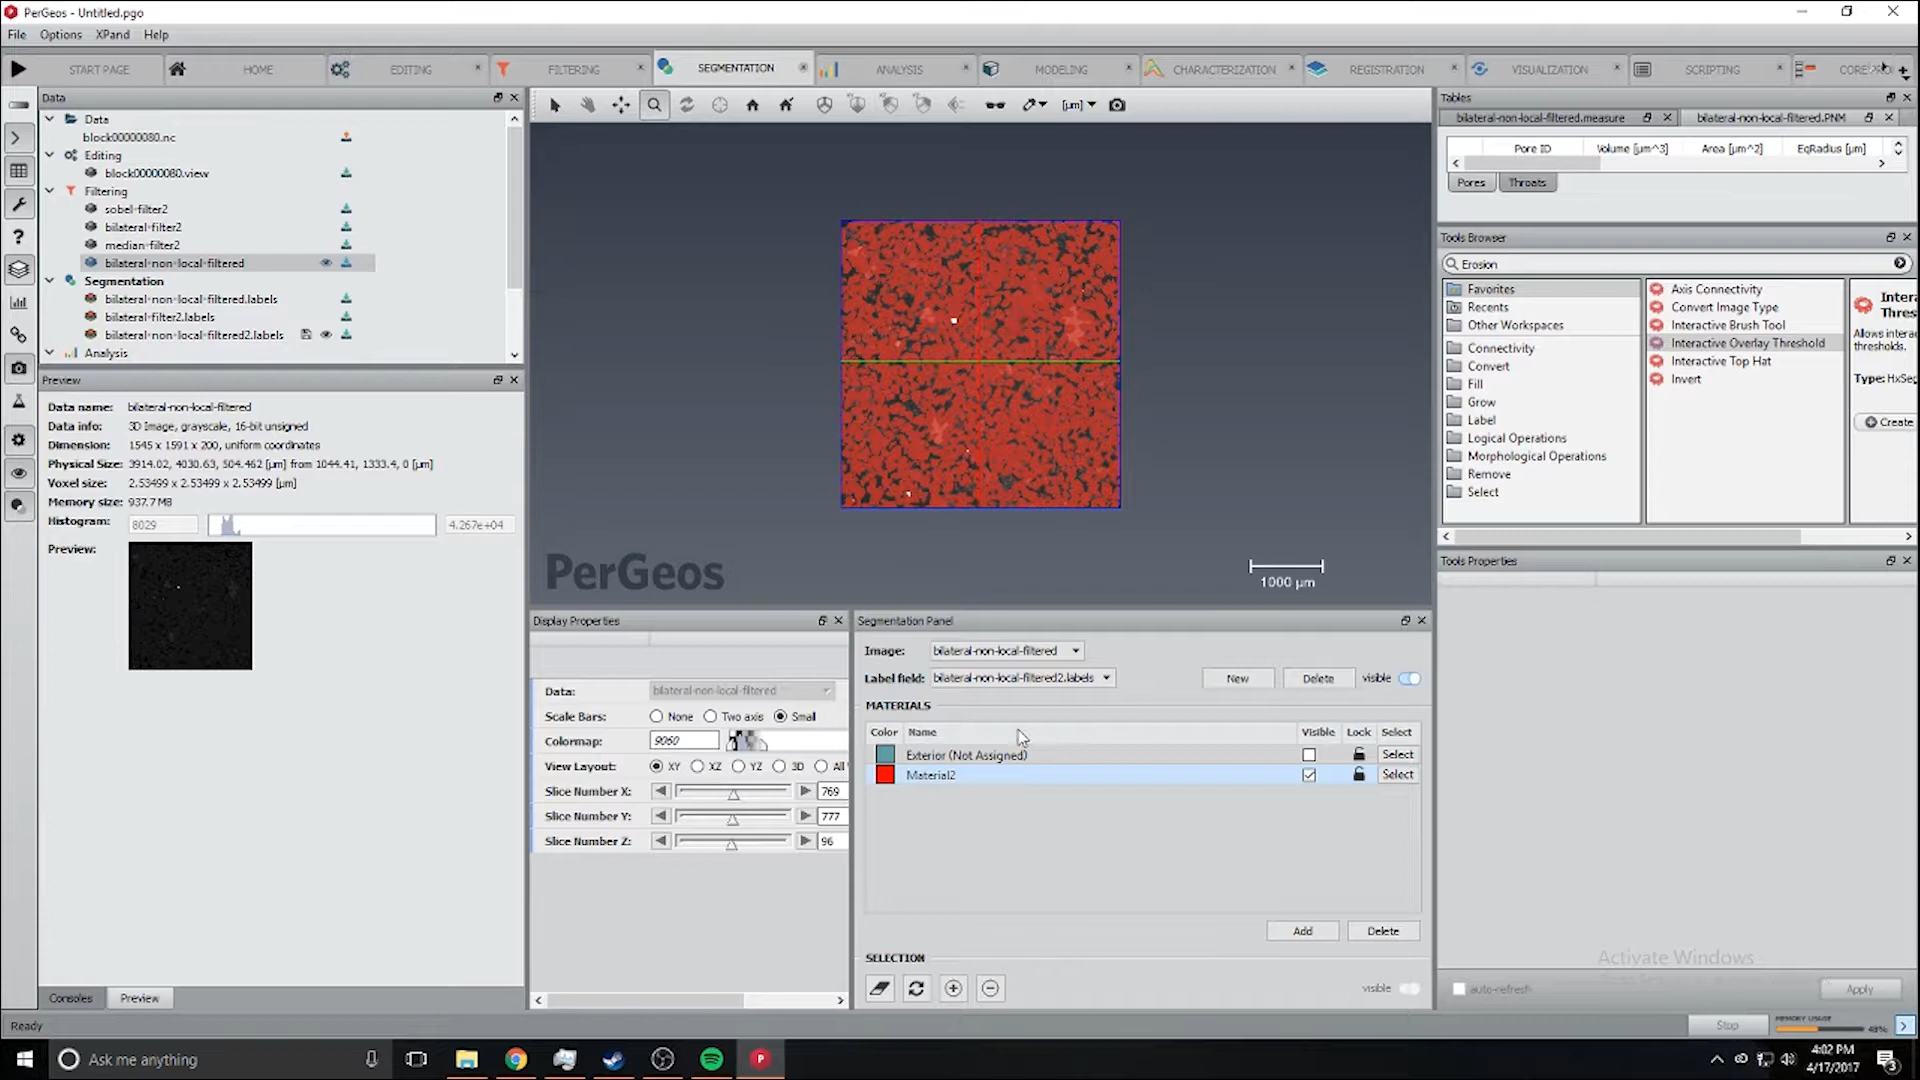 PerGeos - Untitled.pgo
File Options XPand Help
START PAGE HOME EDITING FILTERING SEGMENTATION ANALYSIS MODELING CHARACTERIZATION REGISTRATION VISUALIZATION SCRIPTING
Data
Data
block00000080.nc
Editing
block00000080.view
Filtering
sobel-filter2
bilateral-filter2
median-filter2
bilateral-non-local-filtered
Segmentation
bilateral-non-local-filtered.labels
bilateral-filter2.labels
bilateral-non-local-filtered2.labels
Analysis
Preview
Data name: bilateral-non-local-filtered
Data info: 3D Image, grayscale, 16-bit unsigned
Dimension: 1545 x 1591 x 200, uniform coordinates
Physical Size: 3914.02, 4030.63, 504.462 [µm] from 1044.41, 1333.4, 0 [µm]
Voxel size: 2.53499 x 2.53499 x 2.53499 [µm]
Memory size: 937.7 MB
Histogram: 8029 4.267e+04
Preview:
Consoles Preview
Ready
[µm]
PerGeos
1000 µm
Display Properties
Data: bilateral-non-local-filtered
Scale Bars: None Two axis Small
Colormap: 9060
View Layout: XY XZ YZ 3D All
Slice Number X: 769
Slice Number Y: 777
Slice Number Z: 96
Segmentation Panel
Image: bilateral-non-local-filtered
Label field: bilateral-non-local-filtered2.labels New Delete visible
MATERIALS
Color Name Visible Lock Select
Exterior (Not Assigned) Select
Material2 Select
Add Delete
SELECTION
visible
Tables
bilateral-non-local-filtered.measure bilateral-non-local-filtered.PNM
Pore ID Volume [µm^3] Area [µm^2] EqRadius [µm]
Pores Throats
Tools Browser
Erosion
Favorites
Recents
Other Workspaces
Connectivity
Convert
Fill
Grow
Label
Logical Operations
Morphological Operations
Remove
Select
Axis Connectivity
Convert Image Type
Interactive Brush Tool
Interactive Overlay Threshold
Interactive Top Hat
Invert
Inter
Thres
Allows intera
thresholds.
Type: HxSeg
Create
Tools Properties
Activate Windows
auto-refresh Apply
Stop MEMORY USAGE 48%
Ask me anything
4:02 PM
4/17/2017
3